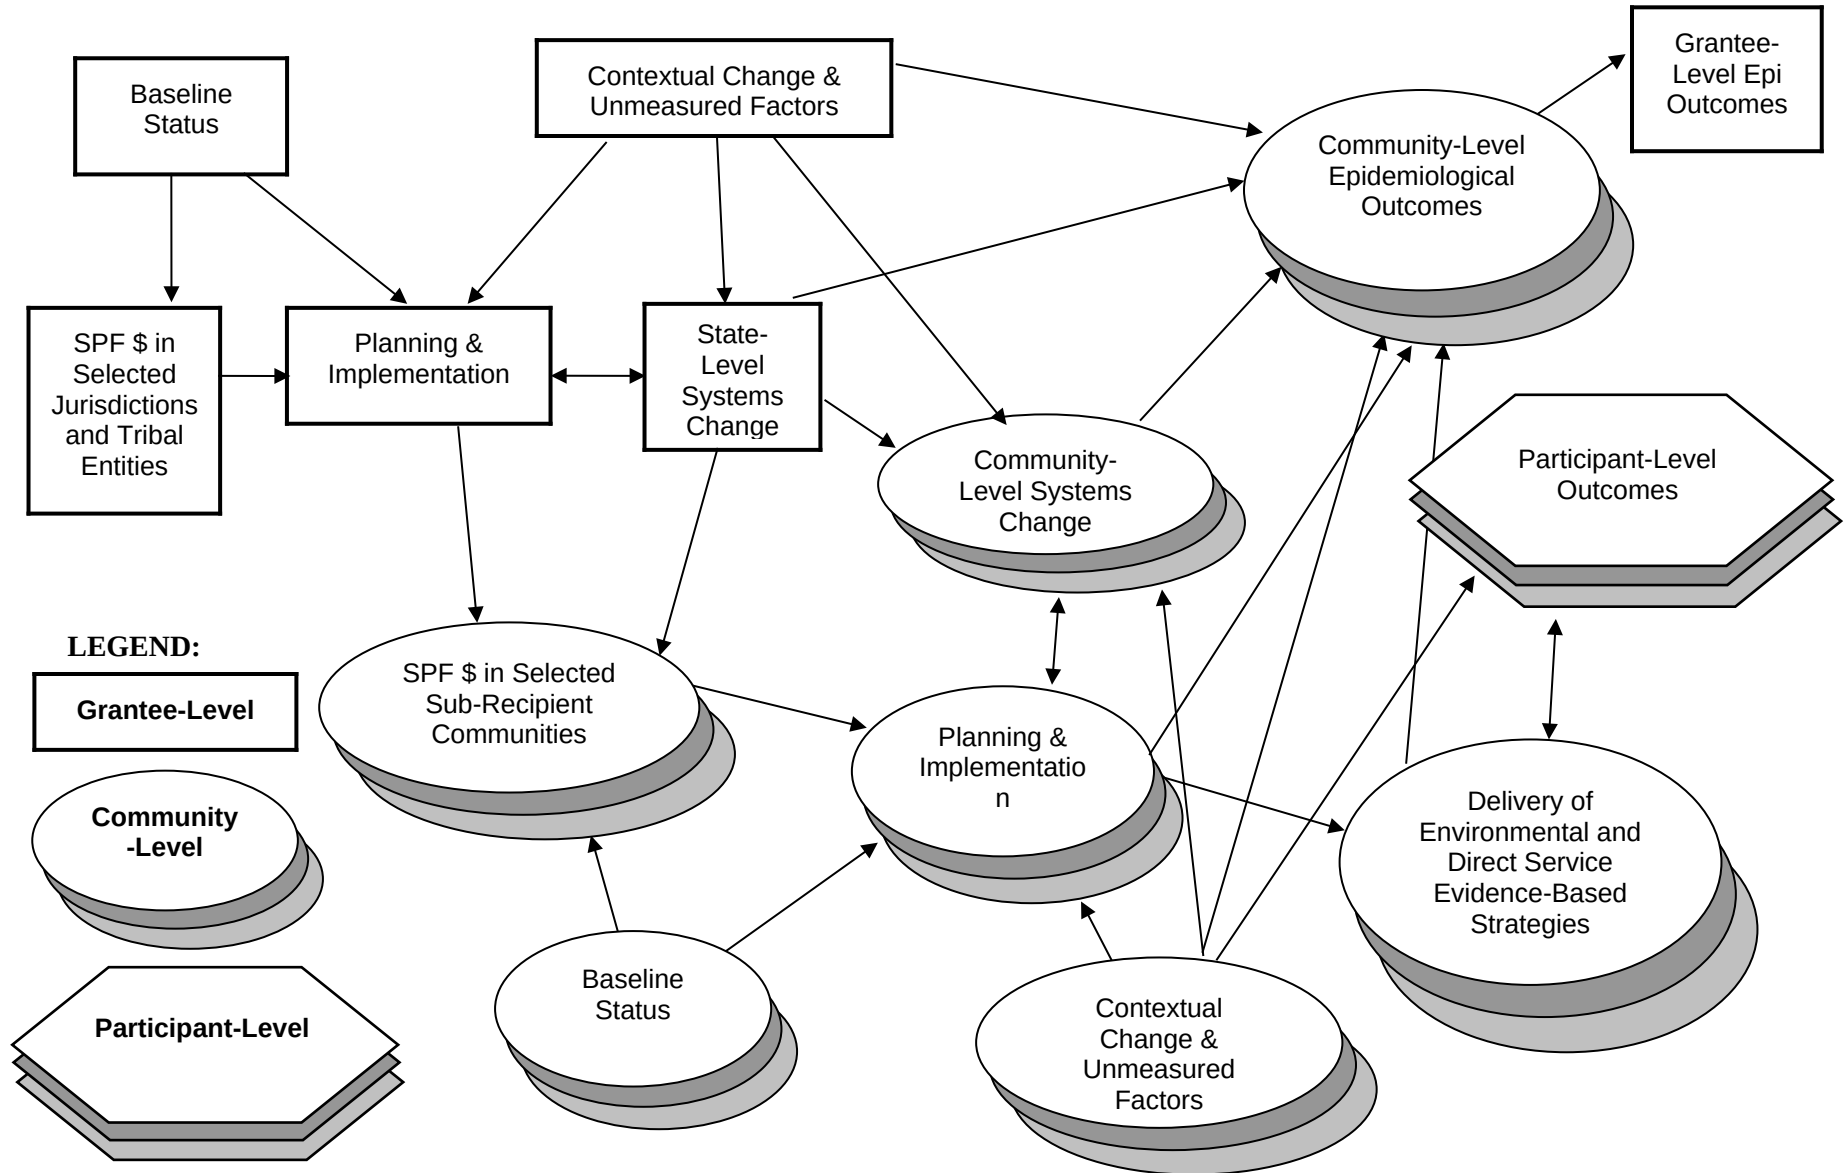 Baseline
Status
Contextual Change &
Unmeasured Factors
Grantee-
Level Epi
Outcomes
Community-Level
Epidemiological
Outcomes
SPF $ in
Selected
Jurisdictions
and Tribal
Entities
Planning &
Implementation
State-
Level
Systems
Change
Community-
Level Systems
Change
Participant-Level
Outcomes
LEGEND:
Grantee-Level
Community
-Level
Participant-Level
SPF $ in Selected
Sub-Recipient
Communities
Planning &
Implementatio
n
Delivery of
Environmental and
Direct Service
Evidence-Based
Strategies
Baseline
Status
Contextual
Change &
Unmeasured
Factors